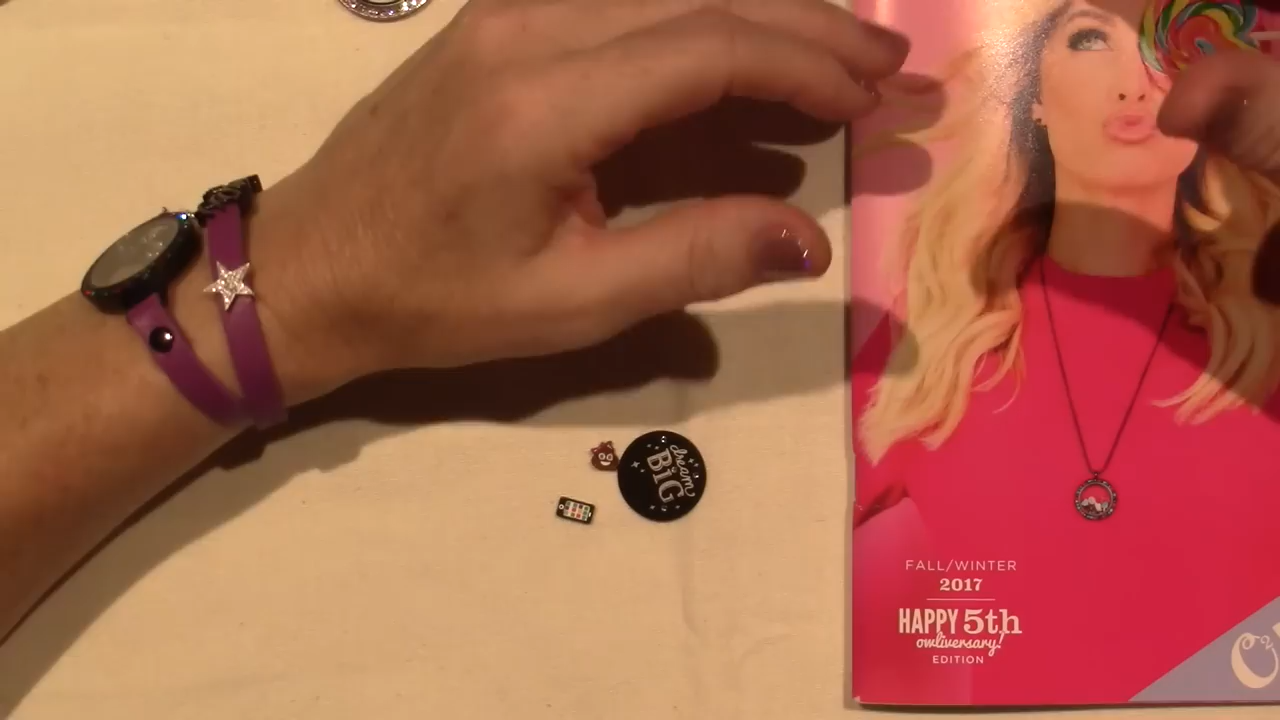 dream
BiG
FALL/WINTER
2017
HAPPY 5th
owliversary!
EDITION